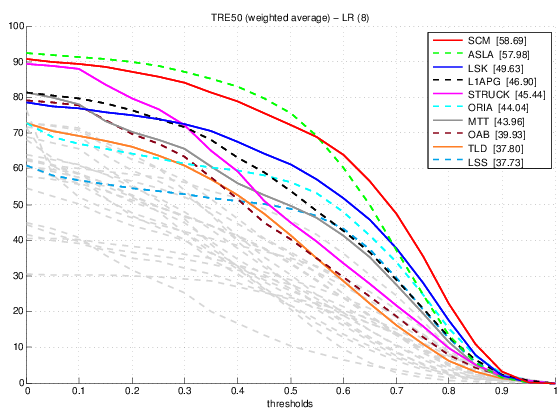 TRE50 (weighted average) − LR (8)
100
90
80
70
60
50
40
30
20
10
0
SCM [58.69]
ASLA [57.98]
LSK [49.63]
L1APG [46.90]
STRUCK [45.44]
ORIA [44.04]
MTT [43.96]
OAB [39.93]
TLD [37.80]
LSS [37.73]
0 0.1 0.2 0.3 0.4 0.5 0.6 0.7 0.8 0.9 1
thresholds